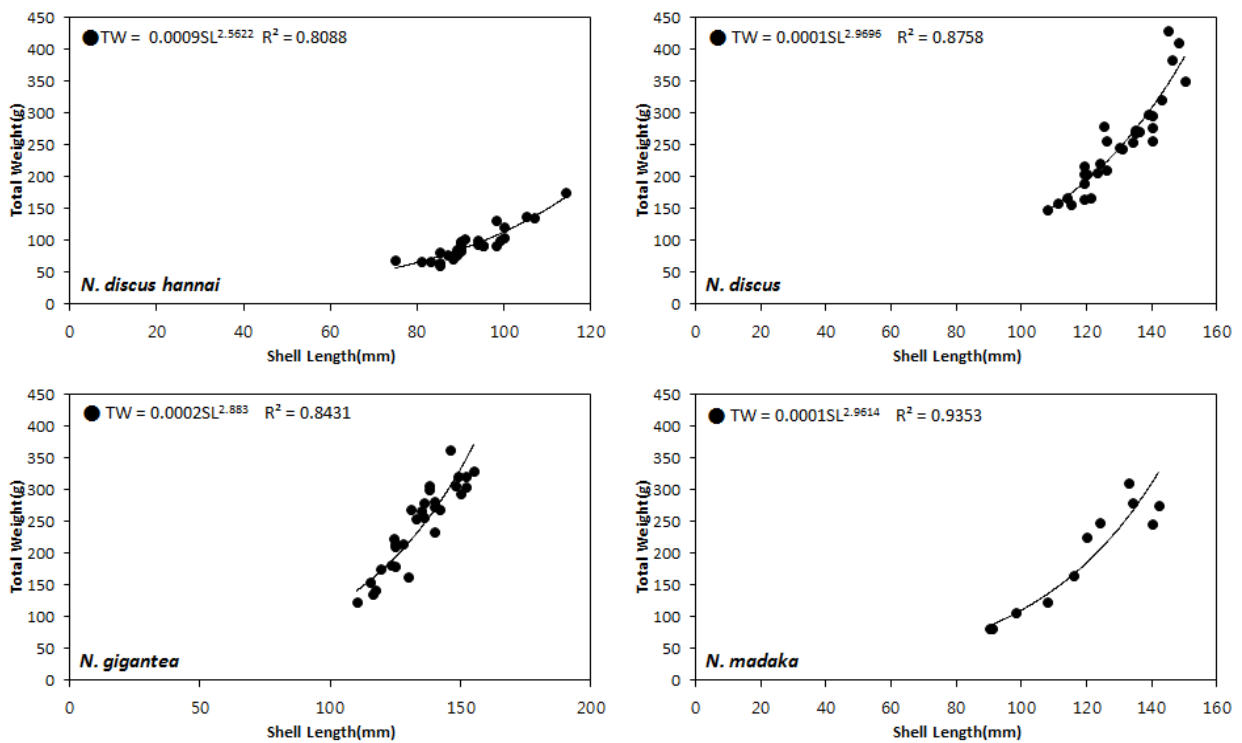 TW = 0.0009SL^2.5622 R² = 0.8088
Total Weight(g)
450
400
350
300
250
200
150
100
50
0
N. discus hannai
0 20 40 60 80 100 120
Shell Length(mm)
TW = 0.0001SL^2.9696 R² = 0.8758
Total Weight(g)
450
400
350
300
250
200
150
100
50
0
N. discus
0 20 40 60 80 100 120 140 160
Shell Length(mm)
TW = 0.0002SL^2.883 R² = 0.8431
Total Weight(g)
450
400
350
300
250
200
150
100
50
0
N. gigantea
0 50 100 150 200
Shell Length(mm)
TW = 0.0001SL^2.9614 R² = 0.9353
Total Weight(g)
450
400
350
300
250
200
150
100
50
0
N. madaka
0 20 40 60 80 100 120 140 160
Shell Length(mm)